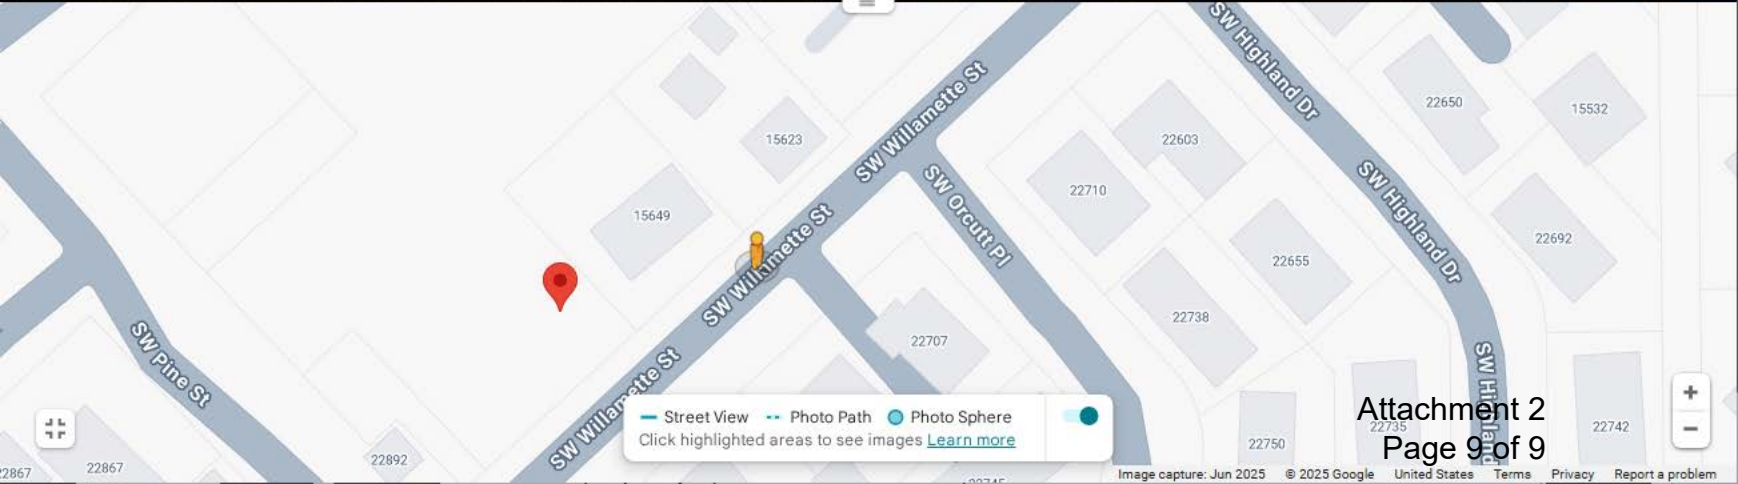 SW Highland Dr
SW Willamette St
22650
15532
15623
22603
SW Orcutt Pl
22710
SW Highland Dr
15649
SW Willamette St
22692
22655
22738
22707
SW Pine St
SW Willamette St
SW Highland
Street View
Photo Path
Photo Sphere
Click highlighted areas to see images Learn more
Attachment 2
22735
22742
22750
Page 9 of 9
22892
22867
22867
Image capture: Jun 2025 © 2025 Google United States Terms Privacy Report a problem